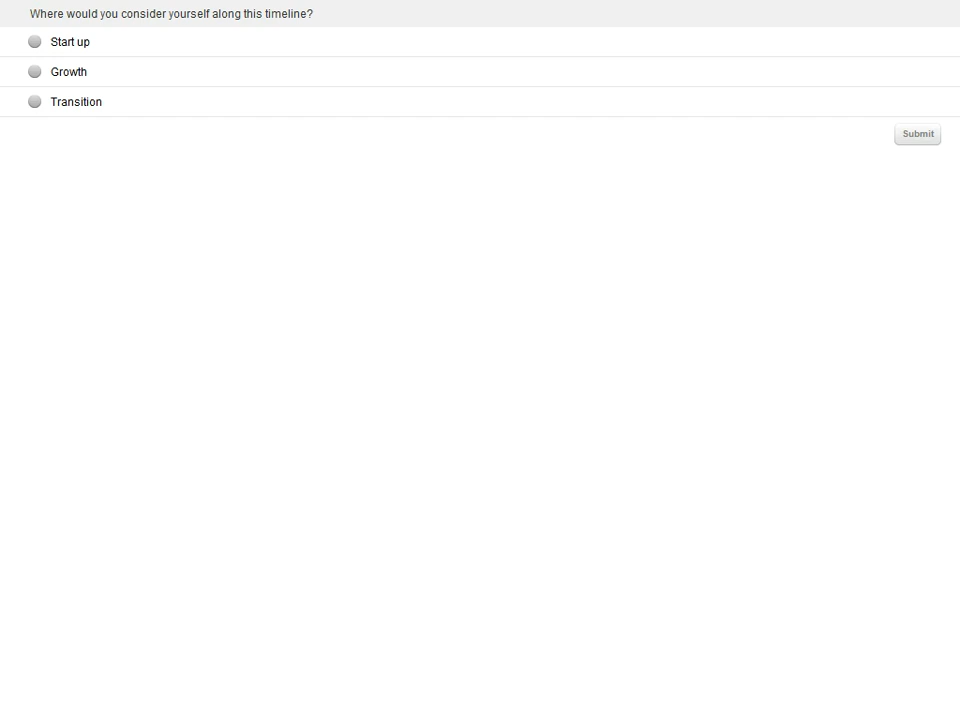 Where would you consider yourself along this timeline?
Start up
Growth
Transition
Submit